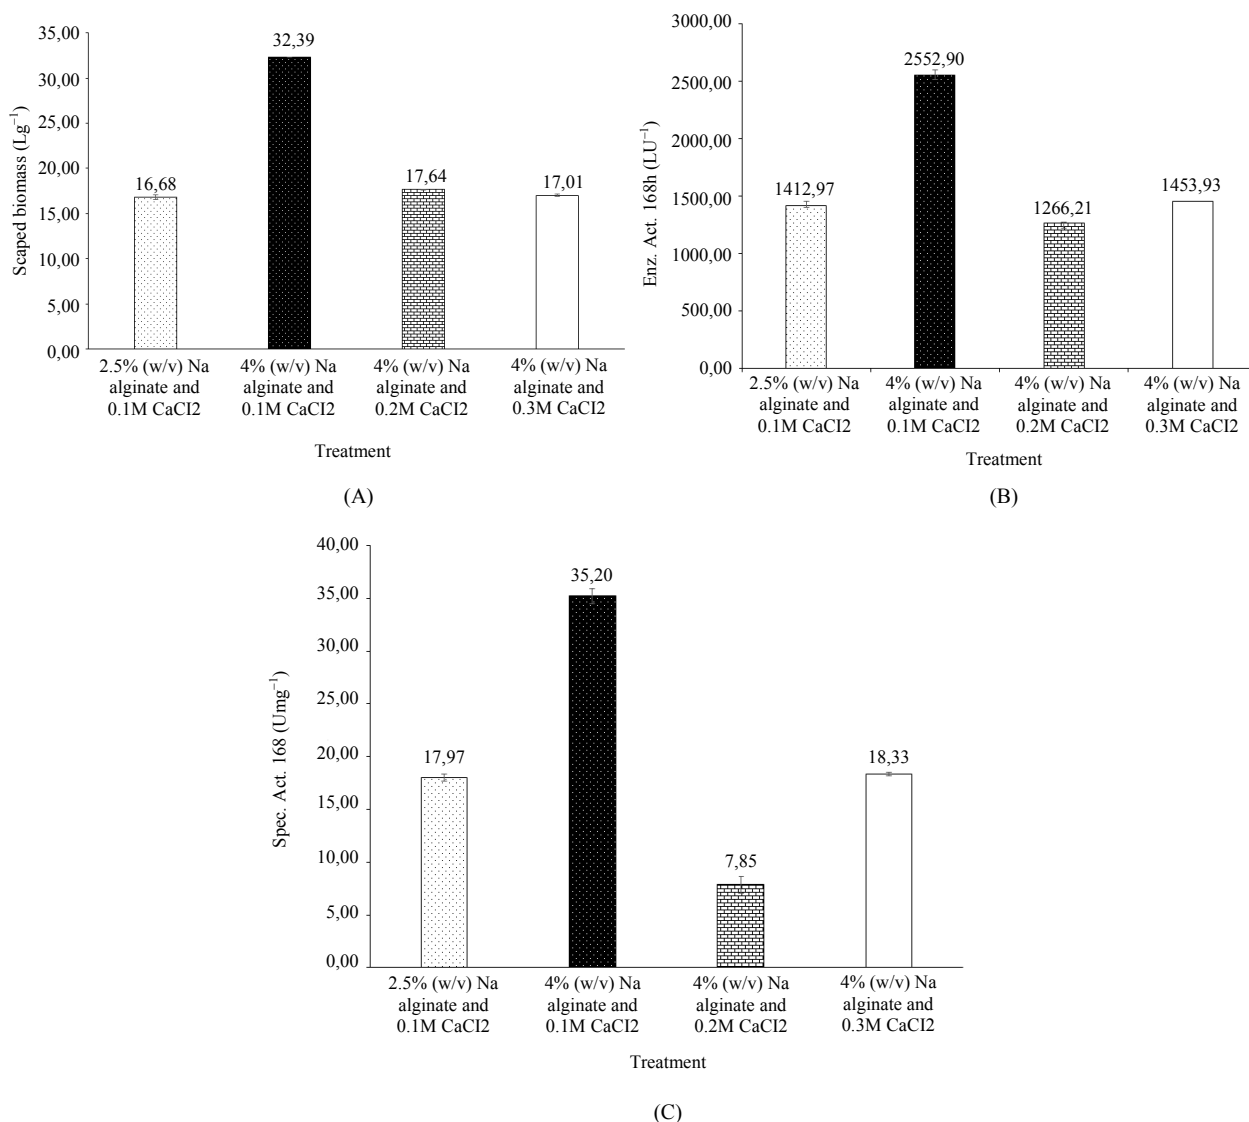 35,00
30,00
25,00
20,00
15,00
10,00
5,00
0,00
Scaped biomass (Lg⁻¹)
16,68
32,39
17,64
17,01
2.5% (w/v) Na
alginate and
0.1M CaCI2
4% (w/v) Na
alginate and
0.1M CaCI2
4% (w/v) Na
alginate and
0.2M CaCI2
4% (w/v) Na
alginate and
0.3M CaCI2
Treatment
(A)
3000,00
2500,00
2000,00
1500,00
1000,00
500,00
0,00
Enz. Act. 168h (LU⁻¹)
1412,97
2552,90
1266,21
1453,93
2.5% (w/v) Na
alginate and
0.1M CaCI2
4% (w/v) Na
alginate and
0.1M CaCI2
4% (w/v) Na
alginate and
0.2M CaCI2
4% (w/v) Na
alginate and
0.3M CaCI2
Treatment
(B)
40,00
35,00
30,00
25,00
20,00
15,00
10,00
5,00
0,00
Spec. Act. 168 (Umg⁻¹)
17,97
35,20
7,85
18,33
2.5% (w/v) Na
alginate and
0.1M CaCI2
4% (w/v) Na
alginate and
0.1M CaCI2
4% (w/v) Na
alginate and
0.2M CaCI2
4% (w/v) Na
alginate and
0.3M CaCI2
Treatment
(C)